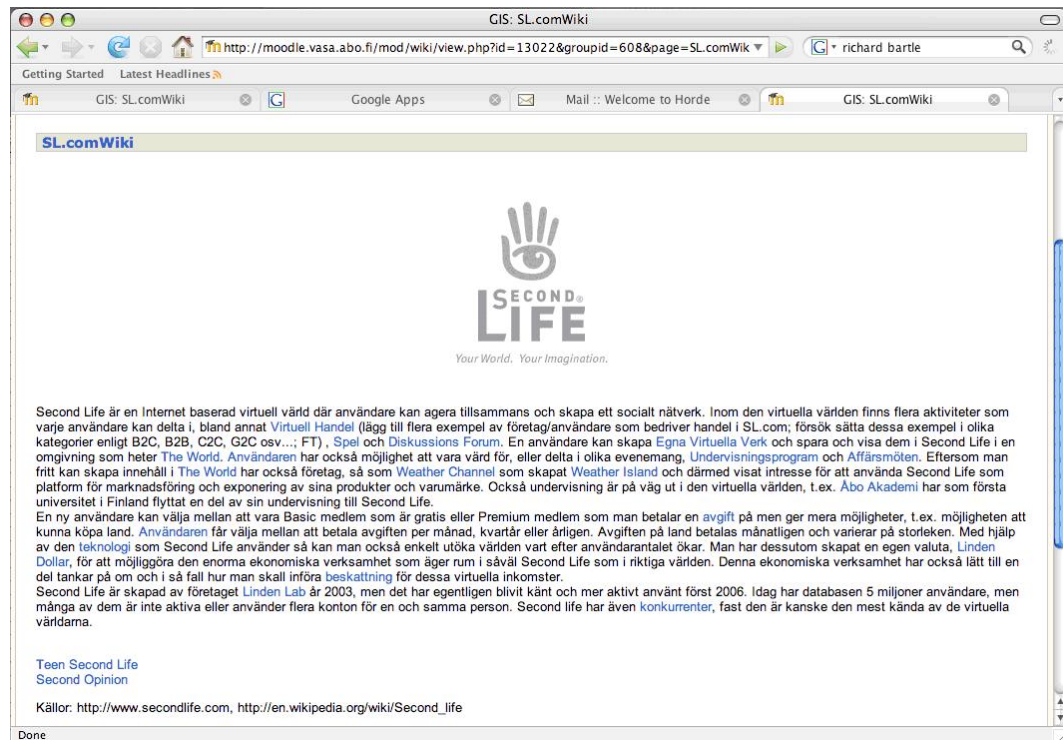 GIS: SL.comWiki
http://moodle.vasa.abo.fi/mod/wiki/view.php?id=13022&groupid=608&page=SL.comWik
G richard bartle
Getting Started Latest Headlines
GIS: SL.comWiki G Google Apps Mail :: Welcome to Horde GIS: SL.comWiki
SL.comWiki
SECOND®
LIFE
Your World. Your Imagination.
Second Life är en Internet baserad virtuell värld där användare kan agera tillsammans och skapa ett socialt nätverk. Inom den virtuella världen finns flera aktiviteter som
varje användare kan delta i, bland annat Virtuell Handel (lägg till flera exempel av företag/användare som bedriver handel i SL.com; försök sätta dessa exempel i olika
kategorier enligt B2C, B2B, C2C, G2C osv...; FT) , Spel och Diskussions Forum. En användare kan skapa Egna Virtuella Verk och spara och visa dem i Second Life i en
omgivning som heter The World. Användaren har också möjlighet att vara värd för, eller delta i olika evenemang, Undervisningsprogram och Affärsmöten. Eftersom man
fritt kan skapa innehåll i The World har också företag, så som Weather Channel som skapat Weather Island och därmed visat intresse för att använda Second Life som
platform för marknadsföring och exponering av sina produkter och varumärke. Också undervisning är på väg ut i den virtuella världen, t.ex. Åbo Akademi har som första
universitet i Finland flyttat en del av sin undervisning till Second Life.
En ny användare kan välja mellan att vara Basic medlem som är gratis eller Premium medlem som man betalar en avgift på men ger mera möjligheter, t.ex. möjligheten att
kunna köpa land. Användaren får välja mellan att betala avgiften per månad, kvartår eller årligen. Avgiften på land betalas månatligen och varierar på storleken. Med hjälp
av den teknologi som Second Life använder så kan man också enkelt utöka världen vart efter användarantalet ökar. Man har dessutom skapat en egen valuta, Linden
Dollar, för att möjliggöra den enorma ekonomiska verksamhet som äger rum i såväl Second Life som i riktiga världen. Denna ekonomiska verksamhet har också lätt till en
del tankar på om och i så fall hur man skall införa beskattning för dessa virtuella inkomster.
Second Life är skapad av företaget Linden Lab år 2003, men det har egentligen blivit känt och mer aktivt använt först 2006. Idag har databasen 5 miljoner användare, men
många av dem är inte aktiva eller använder flera konton för en och samma person. Second life har även konkurrenter, fast den är kanske den mest kända av de virtuella
världarna.
Teen Second Life
Second Opinion
Källor: http://www.secondlife.com, http://en.wikipedia.org/wiki/Second_life
Done